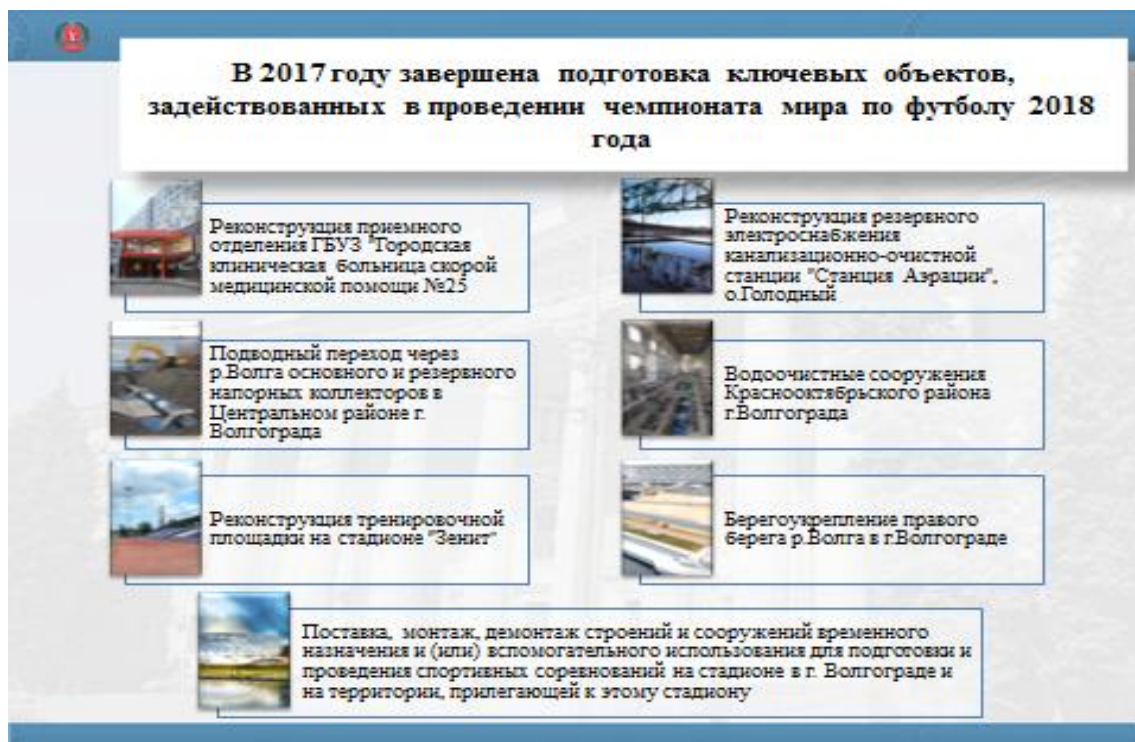 В 2017 году завершена подготовка ключевых объектов,
задействованных в проведении чемпионата мира по футболу 2018
года
Реконструкция приемного
отделения ГБУЗ "Городская
клиническая больница скорой
медицинской помощи №25
Реконструкция резервного
электроснабжения
канализационно-очистной
станции "Станция Аэрации",
о.Голодный
Подводный переход через
р.Волга основного и резервного
напорных коллекторов в
Центральном районе г.
Волгограда
Водоочистные сооружения
Краснооктябрьского района
г.Волгограда
Реконструкция тренировочной
площадки на стадионе "Зенит"
Берегоукрепление правого
берега р.Волга в г.Волгограде
Поставка, монтаж, демонтаж строений и сооружений временного
назначения и (или) вспомогательного использования для подготовки и
проведения спортивных соревнований на стадионе в г. Волгограде и
на территории, прилегающей к этому стадиону